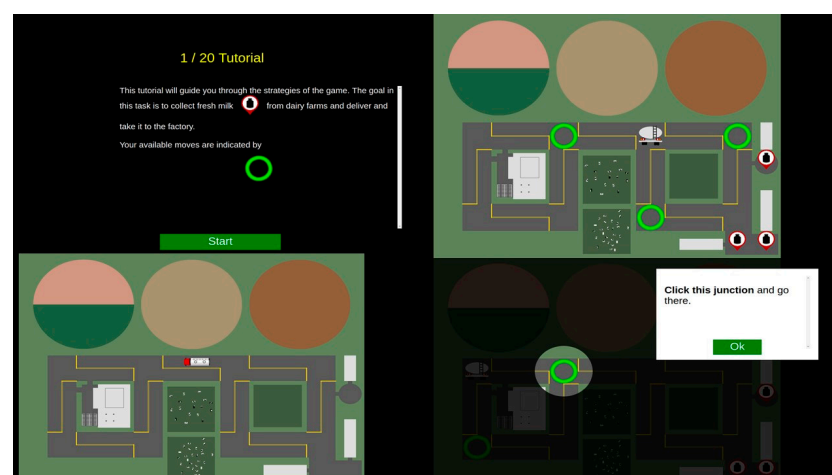 1 / 20 Tutorial
This tutorial will guide you through the strategies of the game. The goal in
this task is to collect fresh milk from dairy farms and deliver and
take it to the factory.
Your available moves are indicated by
Start
Click this junction and go
there.
Ok